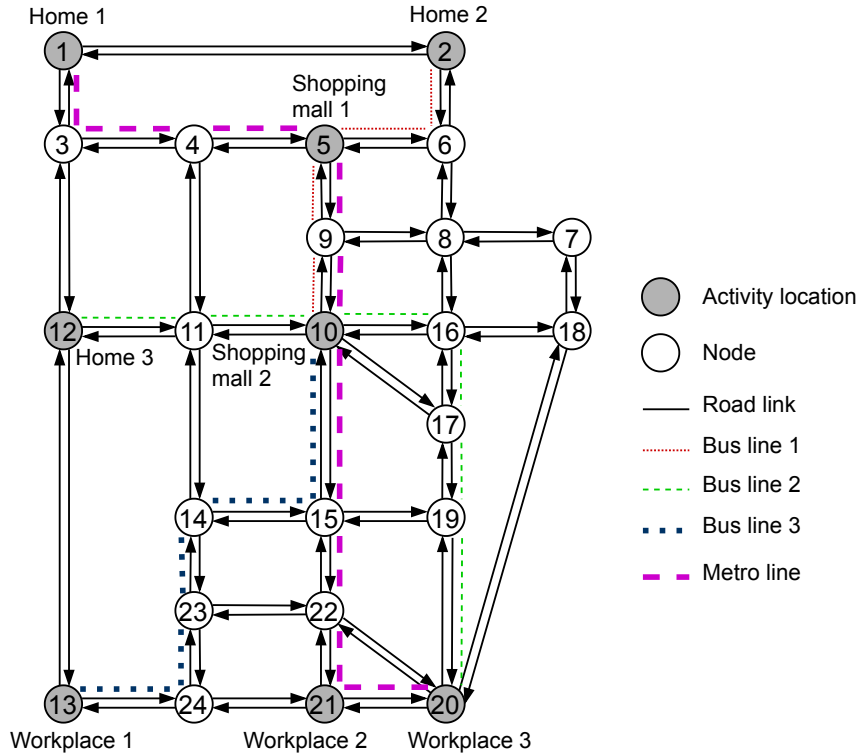 Home 1
Home 2
1
2
Shopping
mall 1
3
4
5
6
9
8
7
12
11
10
16
18
Home 3
Shopping
mall 2
17
14
15
19
23
22
13
24
21
20
Workplace 1
Workplace 2
Workplace 3
Activity location
Node
Road link
Bus line 1
Bus line 2
Bus line 3
Metro line